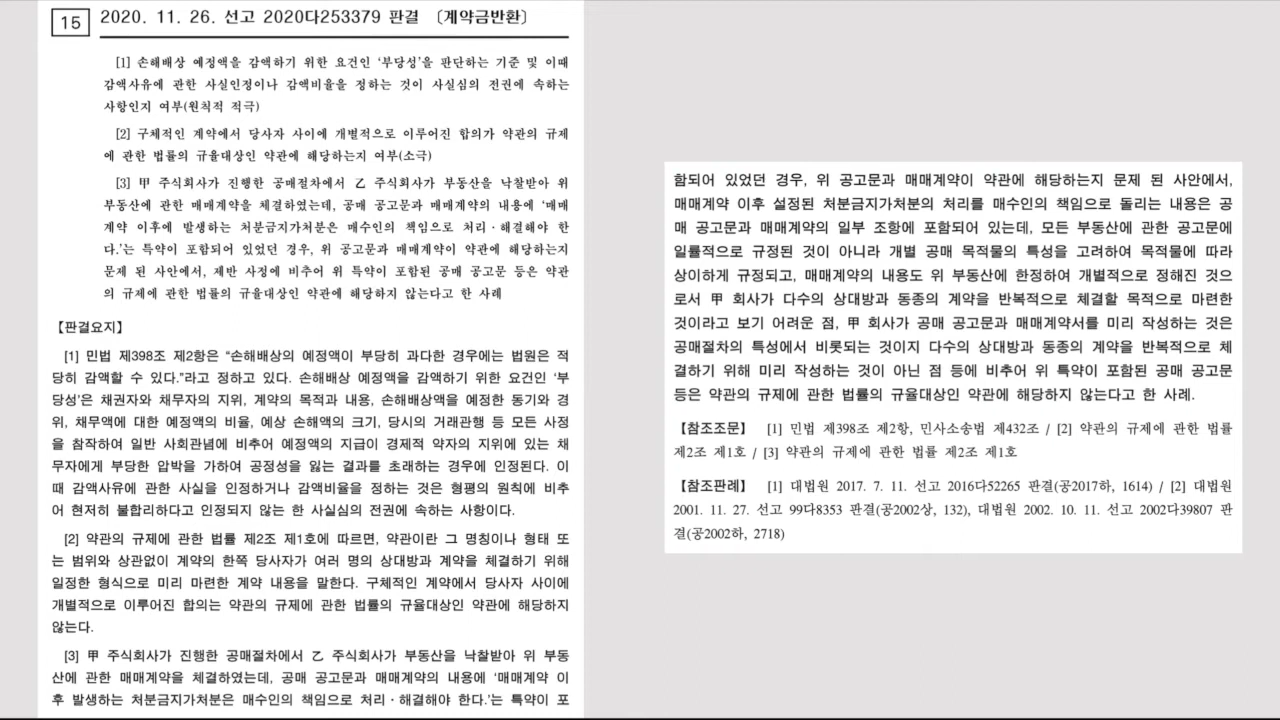 15 2020. 11. 26. 선고 2020다253379 판결 〔계약금반환〕
[1] 손해배상 예정액을 감액하기 위한 요건인 ‘부당성’을 판단하는 기준 및 이때
감액사유에 관한 사실인정이나 감액비율을 정하는 것이 사실심의 전권에 속하는
사항인지 여부(원칙적 적극)
[2] 구체적인 계약에서 당사자 사이에 개별적으로 이루어진 합의가 약관의 규제
에 관한 법률의 규율대상인 약관에 해당하는지 여부(소극)
[3] 甲 주식회사가 진행한 공매절차에서 乙 주식회사가 부동산을 낙찰받아 위
부동산에 관한 매매계약을 체결하였는데, 공매 공고문과 매매계약의 내용에 ‘매매
계약 이후에 발생하는 처분금지가처분은 매수인의 책임으로 처리·해결해야 한
다.’는 특약이 포함되어 있었던 경우, 위 공고문과 매매계약이 약관에 해당하는지
문제 된 사안에서, 제반 사정에 비추어 위 특약이 포함된 공매 공고문 등은 약관
의 규제에 관한 법률의 규율대상인 약관에 해당하지 않는다고 한 사례
【판결요지】
[1] 민법 제398조 제2항은 “손해배상의 예정액이 부당히 과다한 경우에는 법원은 적
당히 감액할 수 있다.”라고 정하고 있다. 손해배상 예정액을 감액하기 위한 요건인 ‘부
당성’은 채권자와 채무자의 지위, 계약의 목적과 내용, 손해배상액을 예정한 동기와 경
위, 채무액에 대한 예정액의 비율, 예상 손해액의 크기, 당시의 거래관행 등 모든 사정
을 참작하여 일반 사회관념에 비추어 예정액의 지급이 경제적 약자의 지위에 있는 채
무자에게 부당한 압박을 가하여 공정성을 잃는 결과를 초래하는 경우에 인정된다. 이
때 감액사유에 관한 사실을 인정하거나 감액비율을 정하는 것은 형평의 원칙에 비추
어 현저히 불합리하다고 인정되지 않는 한 사실심의 전권에 속하는 사항이다.
[2] 약관의 규제에 관한 법률 제2조 제1호에 따르면, 약관이란 그 명칭이나 형태 또
는 범위와 상관없이 계약의 한쪽 당사자가 여러 명의 상대방과 계약을 체결하기 위해
일정한 형식으로 미리 마련한 계약 내용을 말한다. 구체적인 계약에서 당사자 사이에
개별적으로 이루어진 합의는 약관의 규제에 관한 법률의 규율대상인 약관에 해당하지
않는다.
[3] 甲 주식회사가 진행한 공매절차에서 乙 주식회사가 부동산을 낙찰받아 위 부동
산에 관한 매매계약을 체결하였는데, 공매 공고문과 매매계약의 내용에 ‘매매계약 이
후 발생하는 처분금지가처분은 매수인의 책임으로 처리·해결해야 한다.’는 특약이 포
함되어 있었던 경우, 위 공고문과 매매계약이 약관에 해당하는지 문제 된 사안에서,
매매계약 이후 설정된 처분금지가처분의 처리를 매수인의 책임으로 돌리는 내용은 공
매 공고문과 매매계약의 일부 조항에 포함되어 있는데, 모든 부동산에 관한 공고문에
일률적으로 규정된 것이 아니라 개별 공매 목적물의 특성을 고려하여 목적물에 따라
상이하게 규정되고, 매매계약의 내용도 위 부동산에 한정하여 개별적으로 정해진 것으
로서 甲 회사가 다수의 상대방과 동종의 계약을 반복적으로 체결할 목적으로 마련한
것이라고 보기 어려운 점, 甲 회사가 공매 공고문과 매매계약서를 미리 작성하는 것은
공매절차의 특성에서 비롯되는 것이지 다수의 상대방과 동종의 계약을 반복적으로 체
결하기 위해 미리 작성하는 것이 아닌 점 등에 비추어 위 특약이 포함된 공매 공고문
등은 약관의 규제에 관한 법률의 규율대상인 약관에 해당하지 않는다고 한 사례.
【참조조문】 [1] 민법 제398조 제2항, 민사소송법 제432조 / [2] 약관의 규제에 관한 법률
제2조 제1호 / [3] 약관의 규제에 관한 법률 제2조 제1호
【참조판례】 [1] 대법원 2017. 7. 11. 선고 2016다52265 판결(공2017하, 1614) / [2] 대법원
2001. 11. 27. 선고 99다8353 판결(공2002상, 132), 대법원 2002. 10. 11. 선고 2002다39807 판
결(공2002하, 2718)